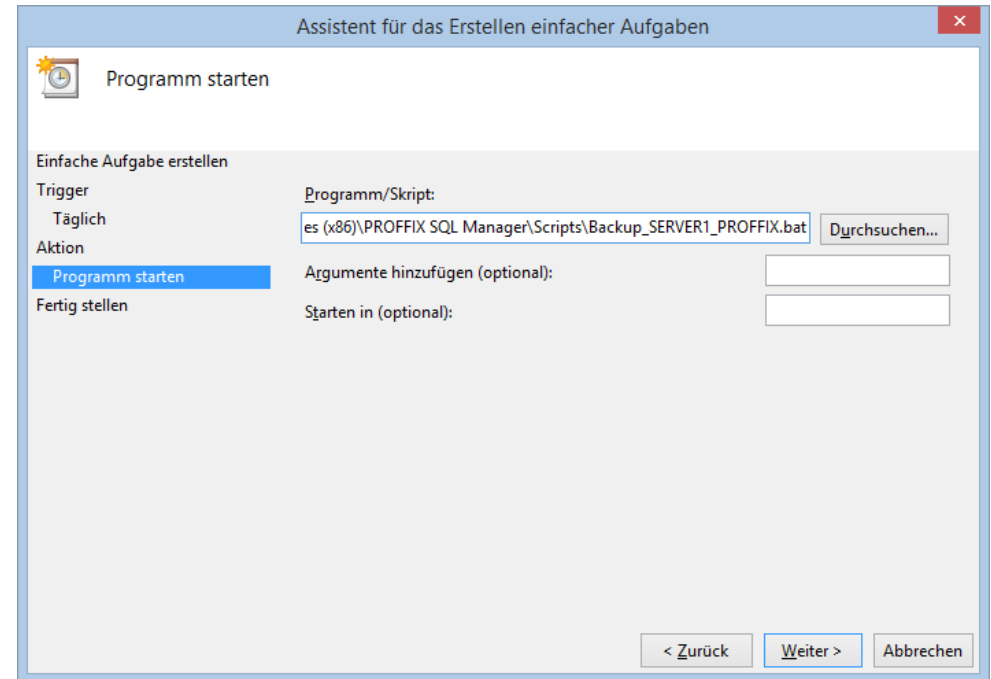 Assistent für das Erstellen einfacher Aufgaben
Programm starten
Einfache Aufgabe erstellen
Trigger
Täglich
Aktion
Programm starten
Fertig stellen
Programm/Skript:
es (x86)\PROFFIX SQL Manager\Scripts\Backup_SERVER1_PROFFIX.bat
Durchsuchen...
Argumente hinzufügen (optional):
Starten in (optional):
< Zurück
Weiter >
Abbrechen